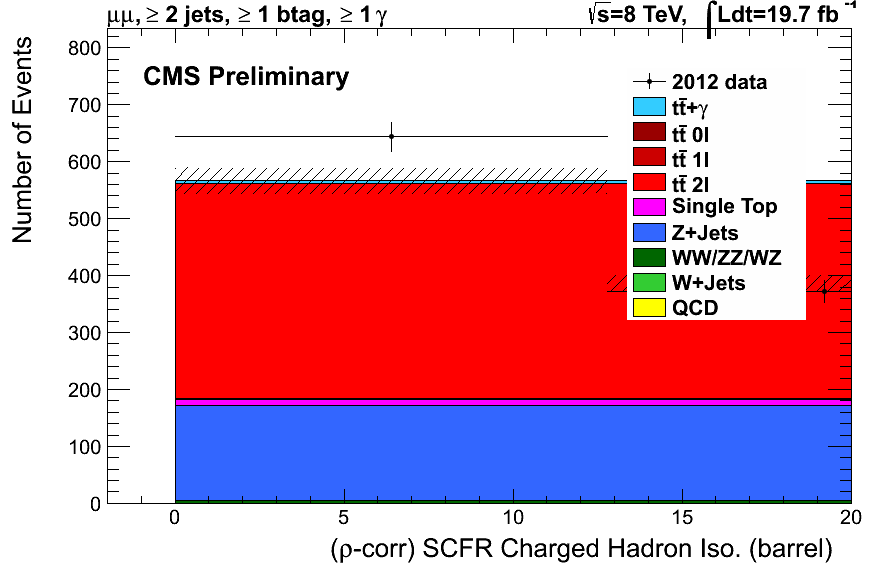 μμ, ≥ 2 jets, ≥ 1 btag, ≥ 1 γ
√s=8 TeV, ∫Ldt=19.7 fb⁻¹
CMS Preliminary
2012 data
tt̄+γ
tt̄ 0l
tt̄ 1l
tt̄ 2l
Single Top
Z+Jets
WW/ZZ/WZ
W+Jets
QCD
Number of Events
800
700
600
500
400
300
200
100
0
0 5 10 15 20
(ρ-corr) SCFR Charged Hadron Iso. (barrel)